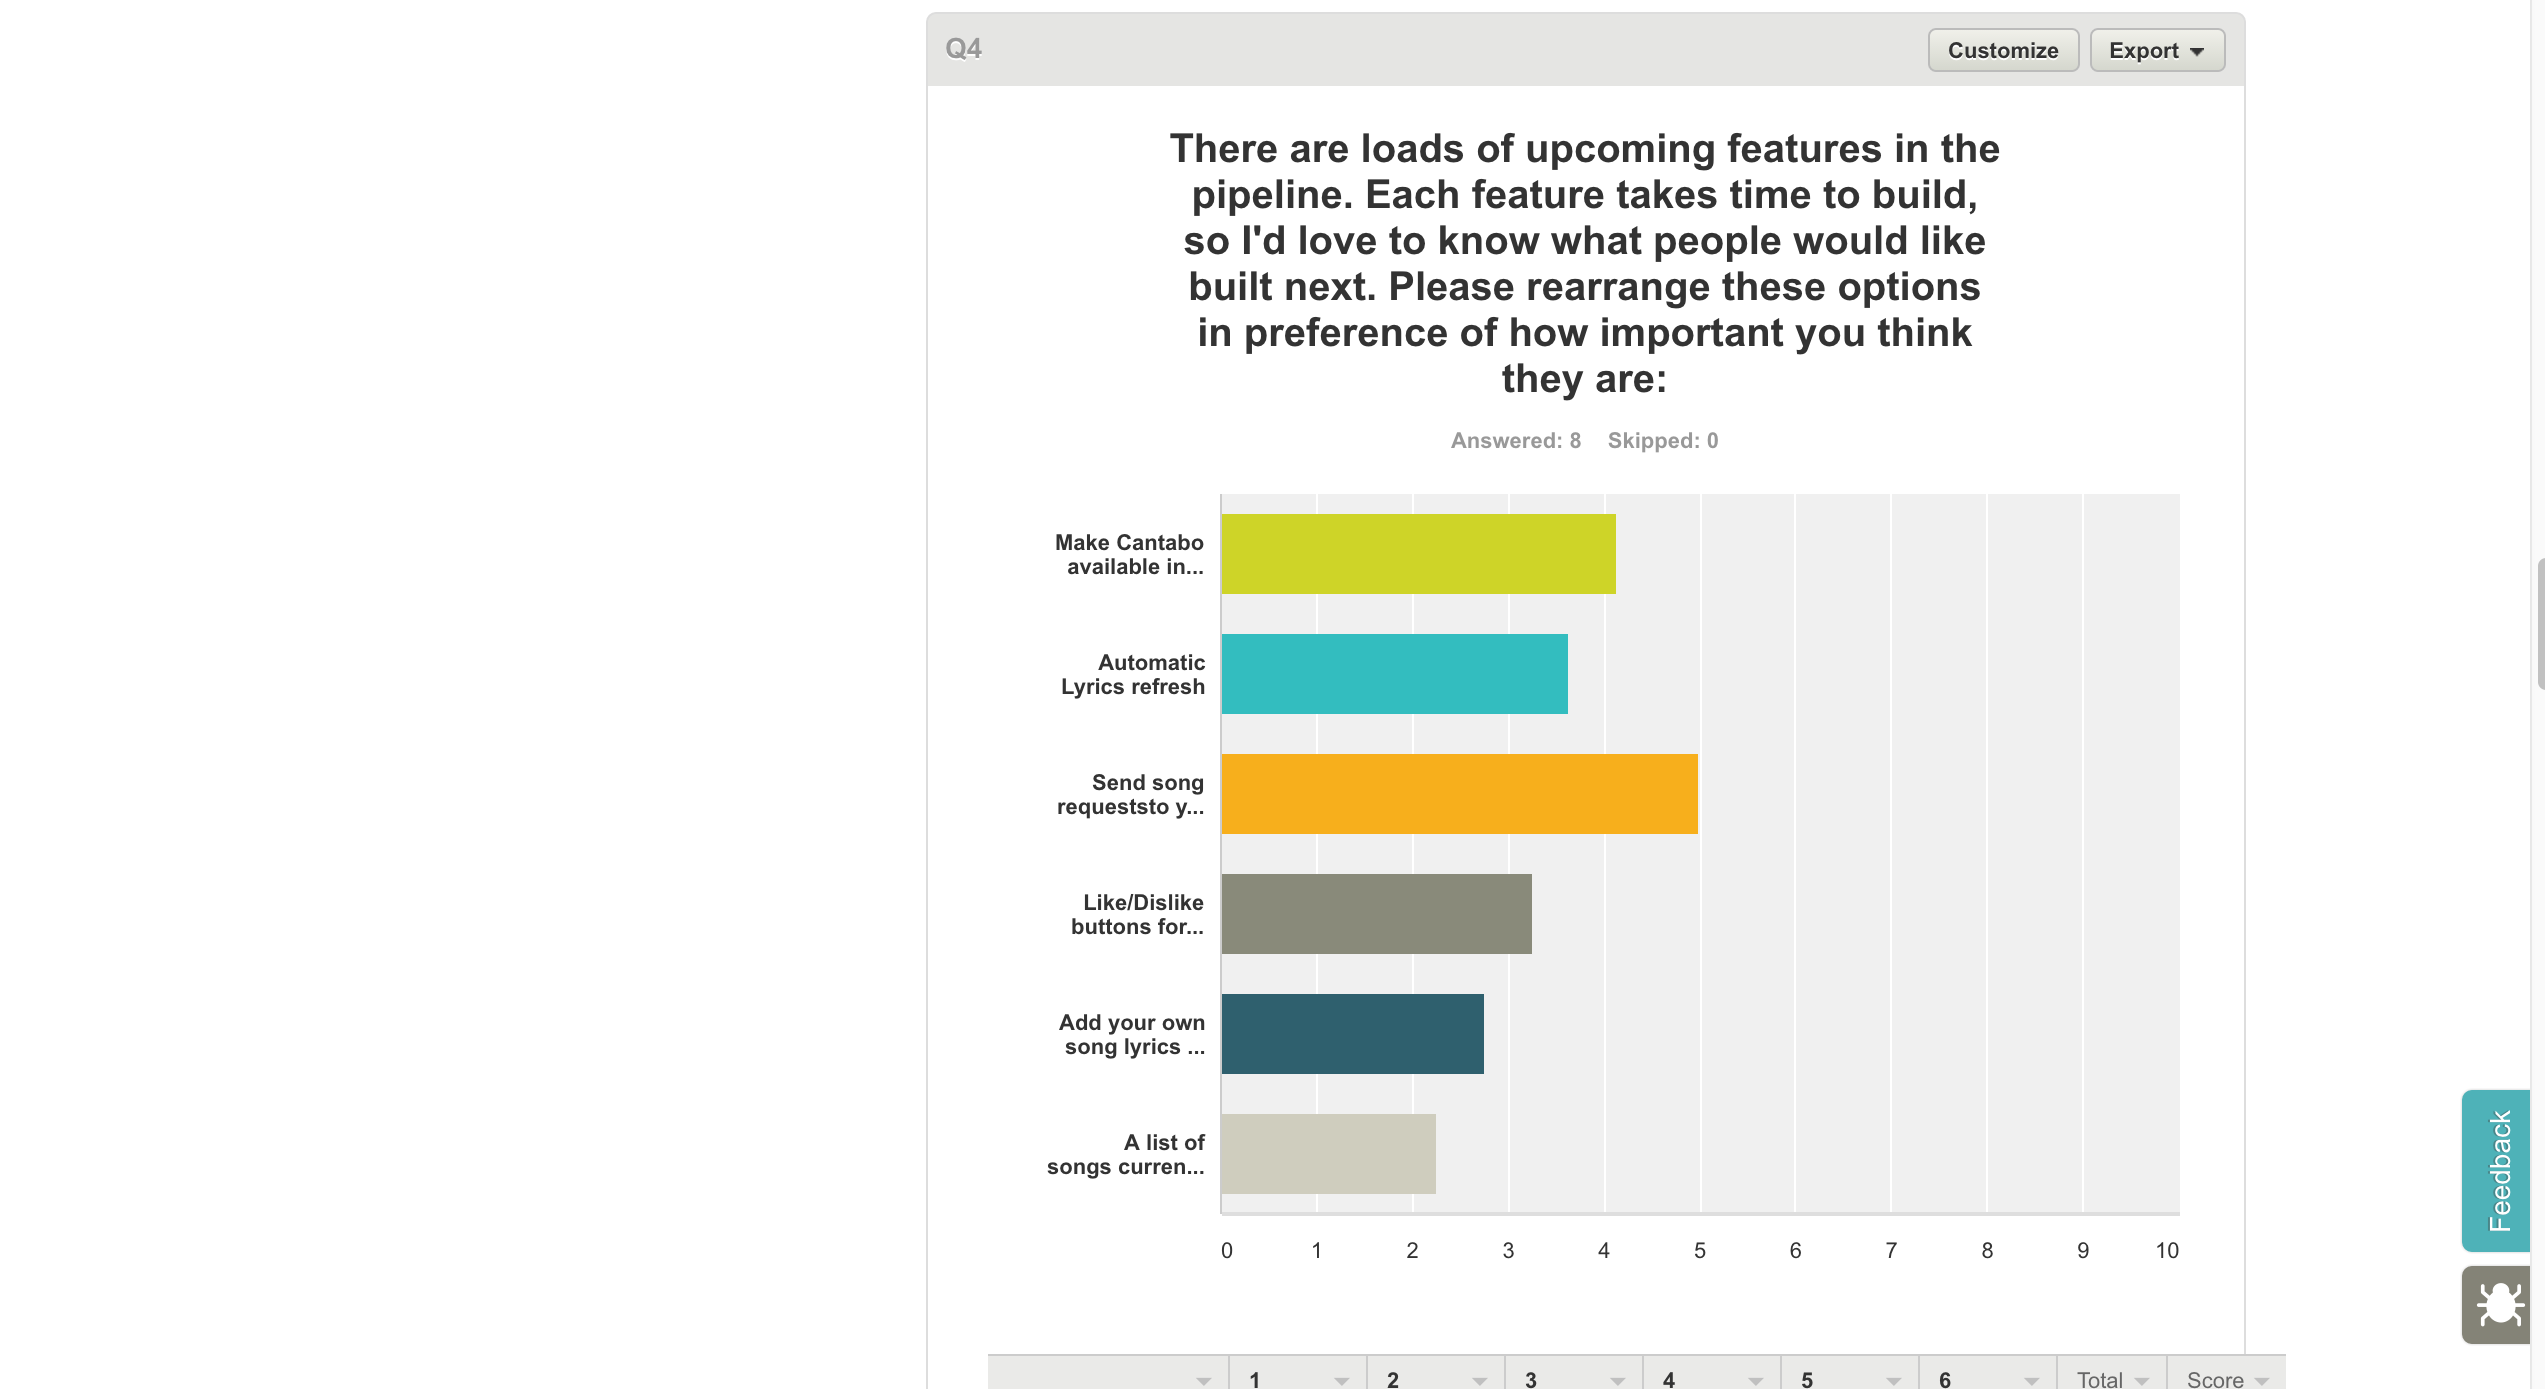 Q4
Customize
Export
There are loads of upcoming features in the
pipeline. Each feature takes time to build,
so I'd love to know what people would like
built next. Please rearrange these options
in preference of how important you think
they are:
Answered: 8 Skipped: 0
Make Cantabo
available in...
Automatic
Lyrics refresh
Send song
requeststo y...
Like/Dislike
buttons for...
Add your own
song lyrics ...
A list of
songs curren...
0 1 2 3 4 5 6 7 8 9 10
Feedback
1 2 3 4 5 6 Total Score